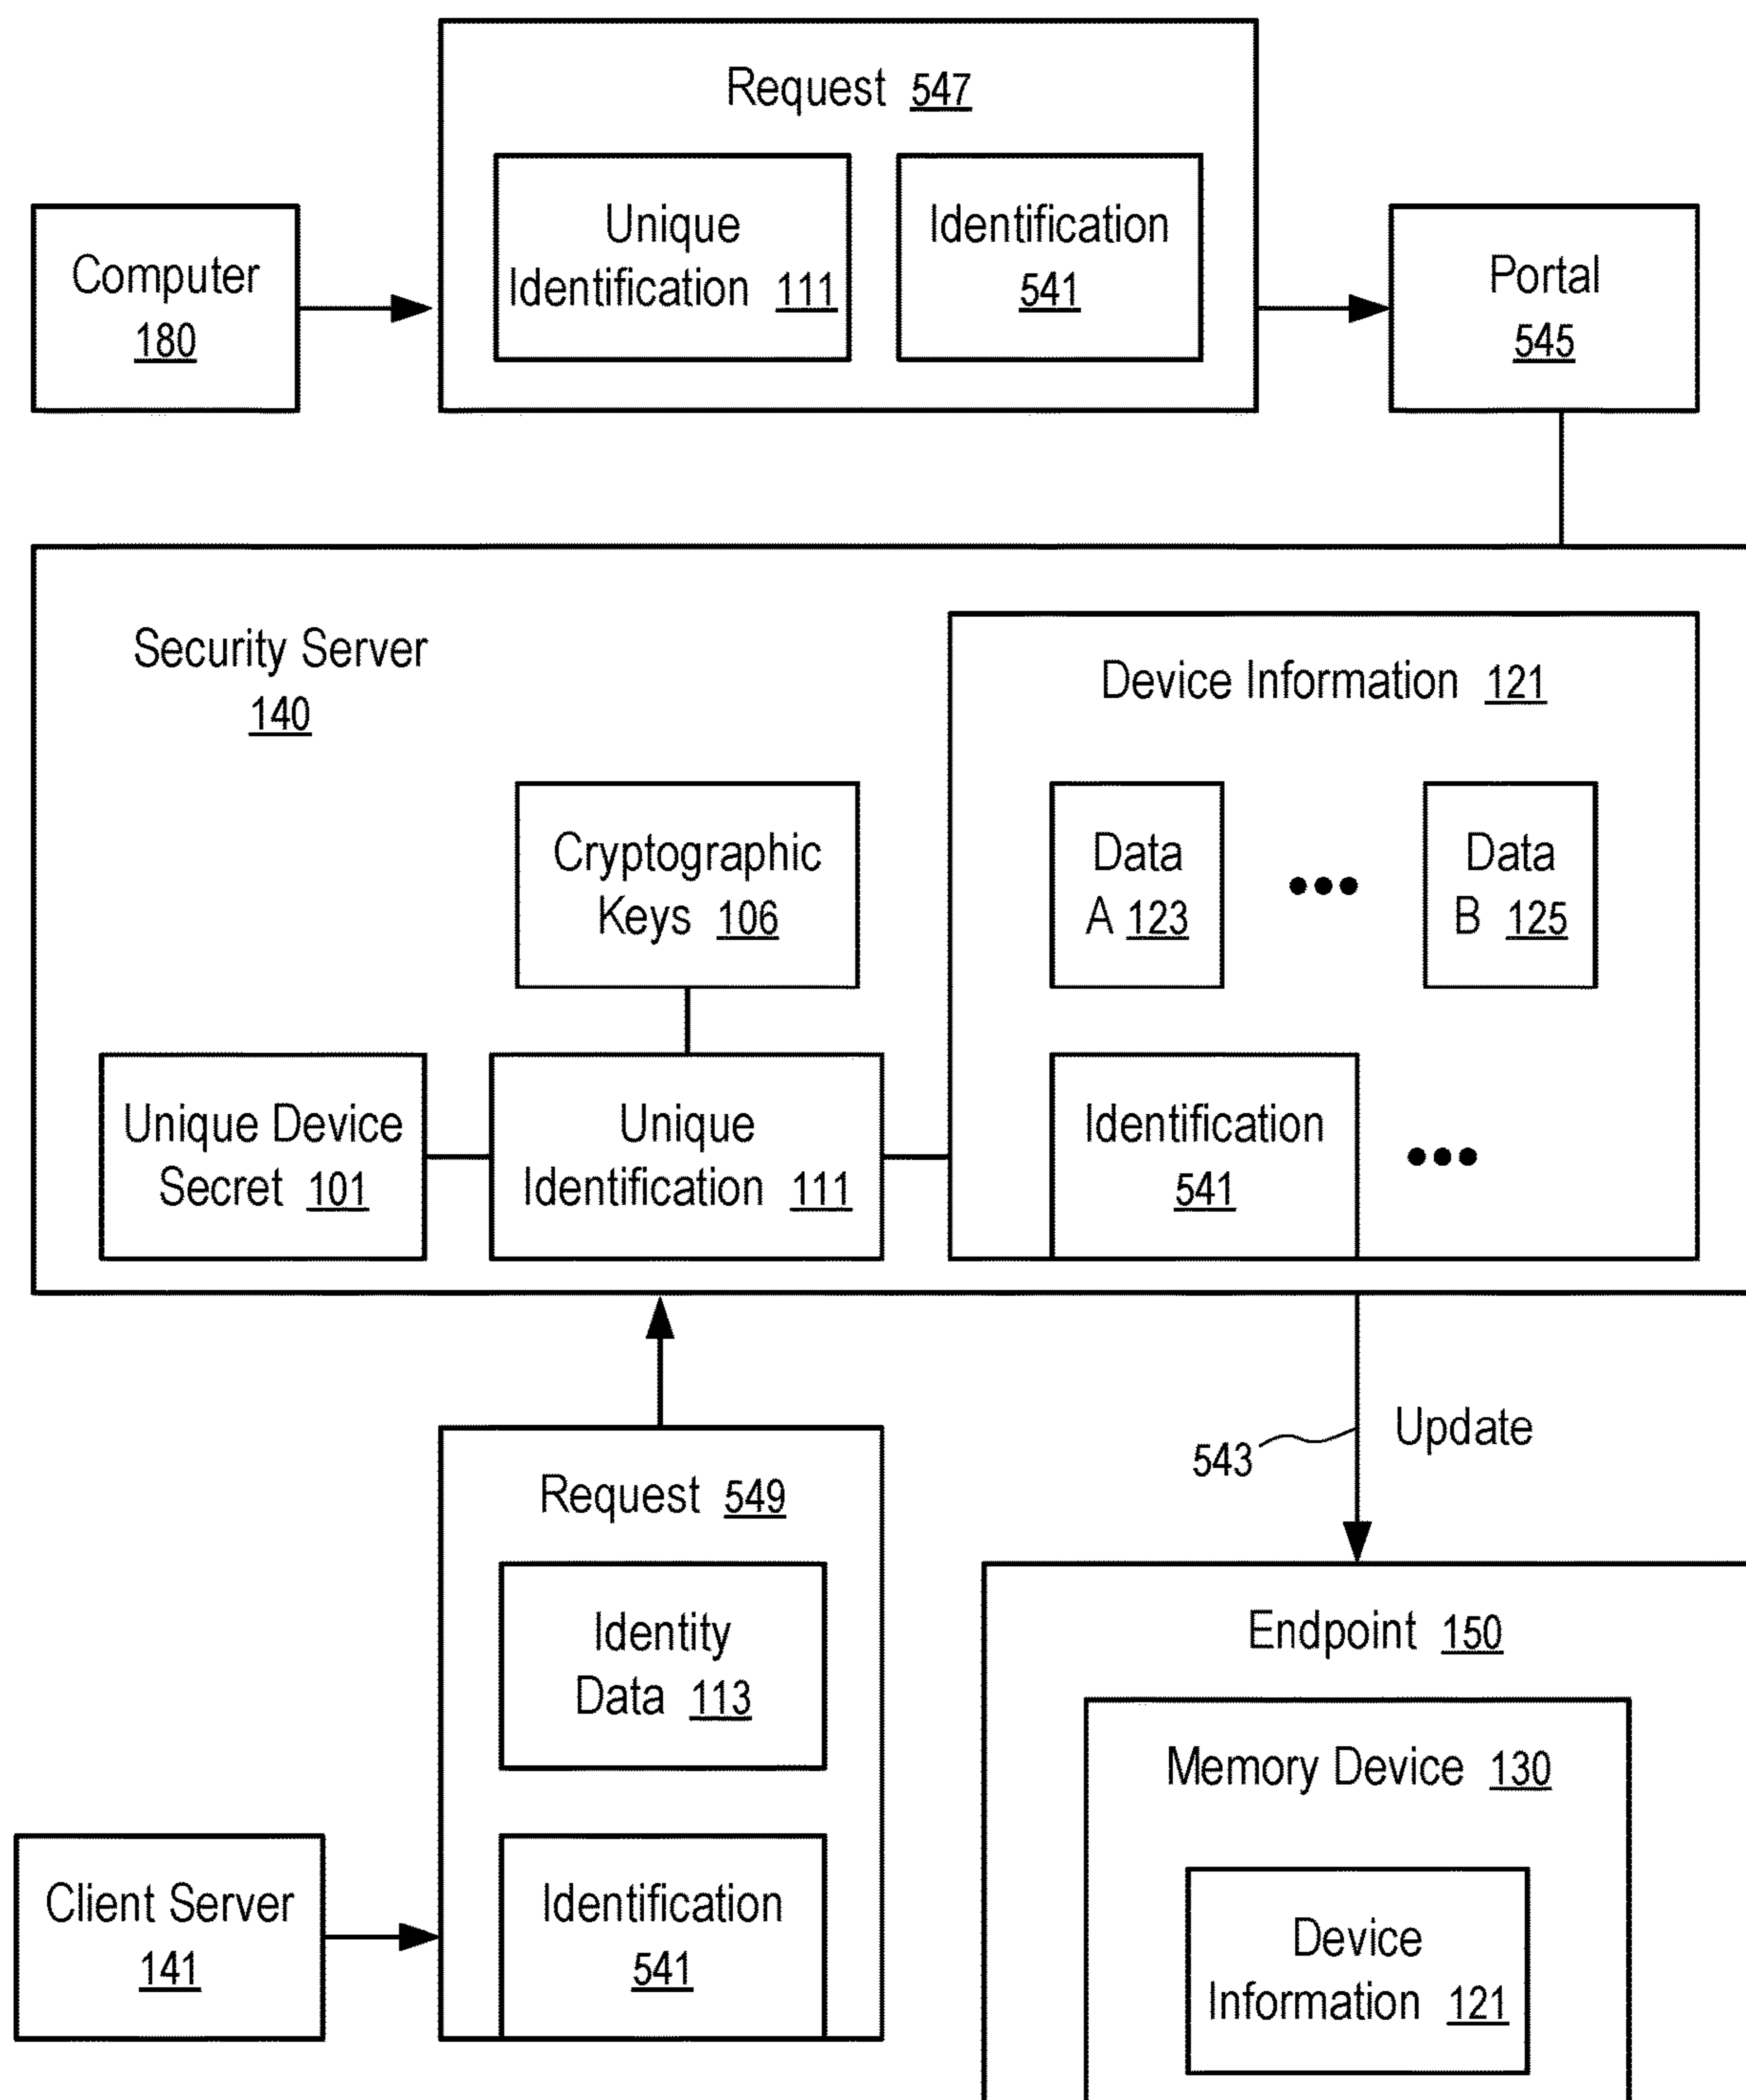 Request 547
Unique
Identification 111
Identification
541
Computer
180
Portal
545
Security Server
140
Device Information 121
Cryptographic
Keys 106
Data
A 123
•••
Data
B 125
Unique Device
Secret 101
Unique
Identification 111
Identification
541
•••
543
Update
Request 549
Identity
Data 113
Identification
541
Client Server
141
Endpoint 150
Memory Device 130
Device
Information 121